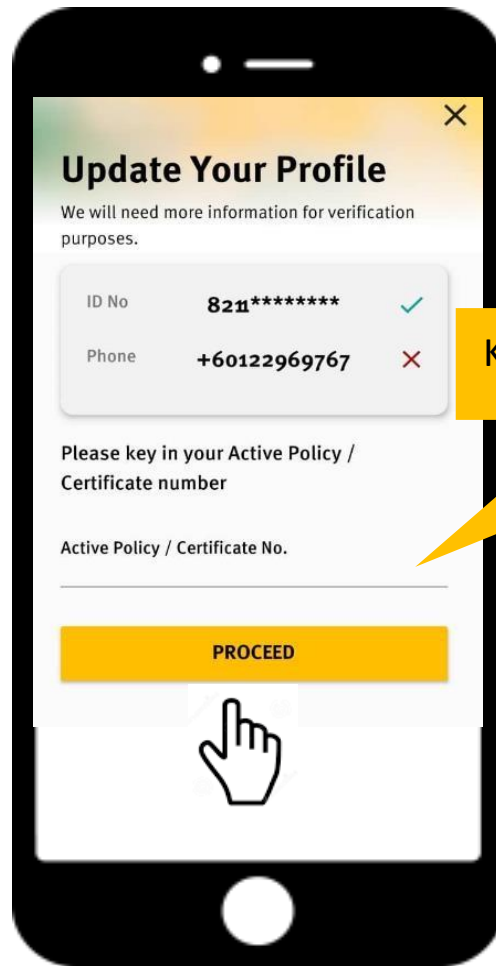 Update Your Profile
We will need more information for verification
purposes.
ID No 8211********
Phone +60122969767
Please key in your Active Policy /
Certificate number
Active Policy / Certificate No.
PROCEED
K